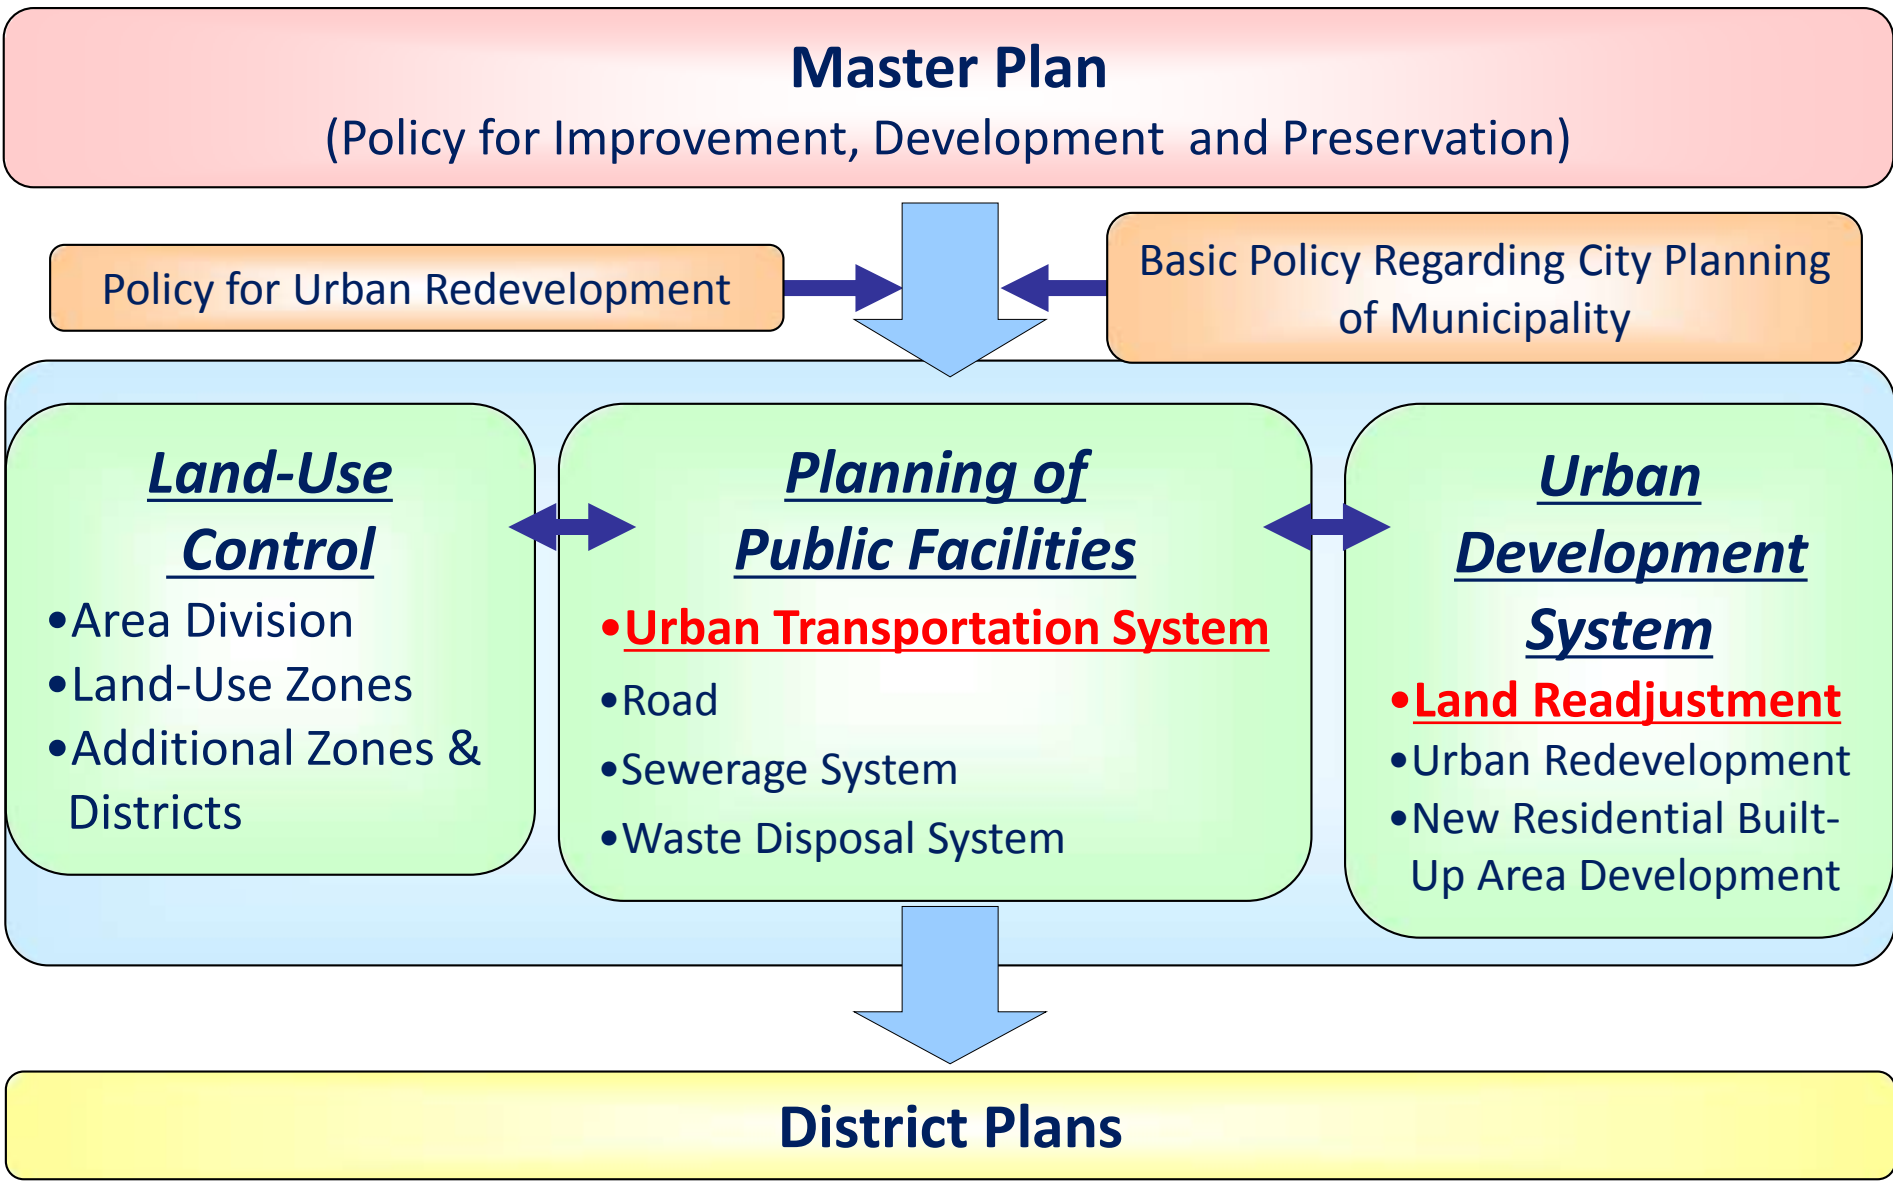 Master Plan
(Policy for Improvement, Development and Preservation)
Policy for Urban Redevelopment
Basic Policy Regarding City Planning
of Municipality
Land-Use
Control
•Area Division
•Land-Use Zones
•Additional Zones &
Districts
Planning of
Public Facilities
•Urban Transportation System
•Road
•Sewerage System
•Waste Disposal System
Urban
Development
System
•Land Readjustment
•Urban Redevelopment
•New Residential Built-
Up Area Development
District Plans